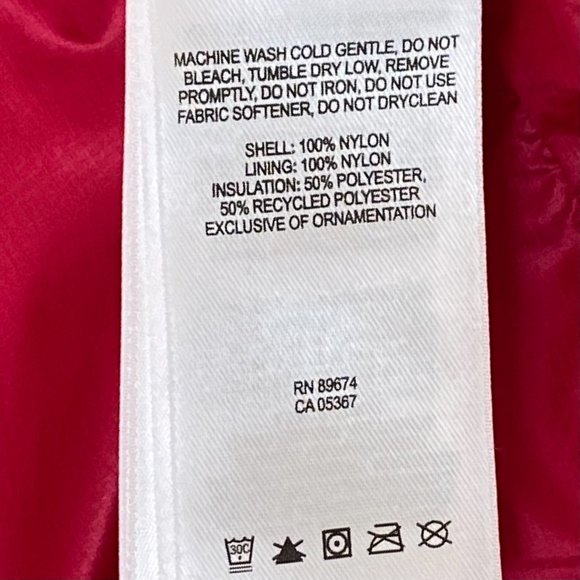 MACHINE WASH COLD GENTLE, DO NOT
BLEACH, TUMBLE DRY LOW, REMOVE
PROMPTLY, DO NOT IRON, DO NOT USE
FABRIC SOFTENER, DO NOT DRYCLEAN
SHELL: 100% NYLON
LINING: 100% NYLON
INSULATION: 50% POLYESTER,
50% RECYCLED POLYESTER
EXCLUSIVE OF ORNAMENTATION
RN 89674
CA 05367
30C